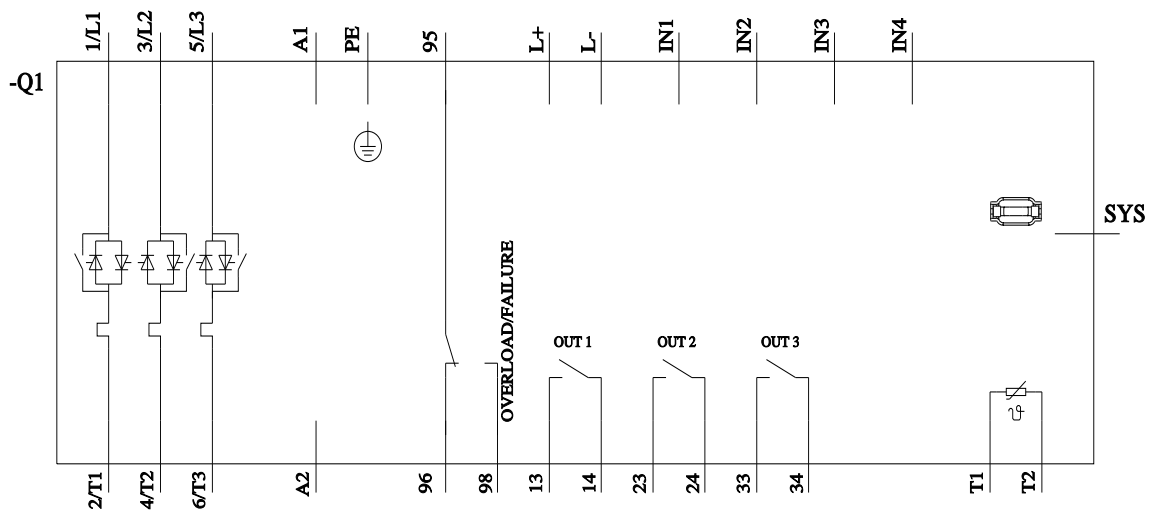 1/L1
3/L2
5/L3
A1
PE
95
L+
L-
IN1
IN2
IN3
IN4
-Q1
SYS
OVERLOAD/FAILURE
OUT 1
OUT 2
OUT 3
ϑ
2/T1
4/T2
6/T3
A2
96
98
13
14
23
24
33
34
T1
T2